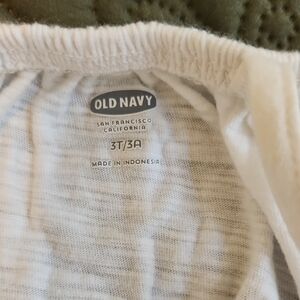 OLD NAVY
SAN FRANCISCO
CALIFORNIA
3T/3A
MADE IN INDONESIA